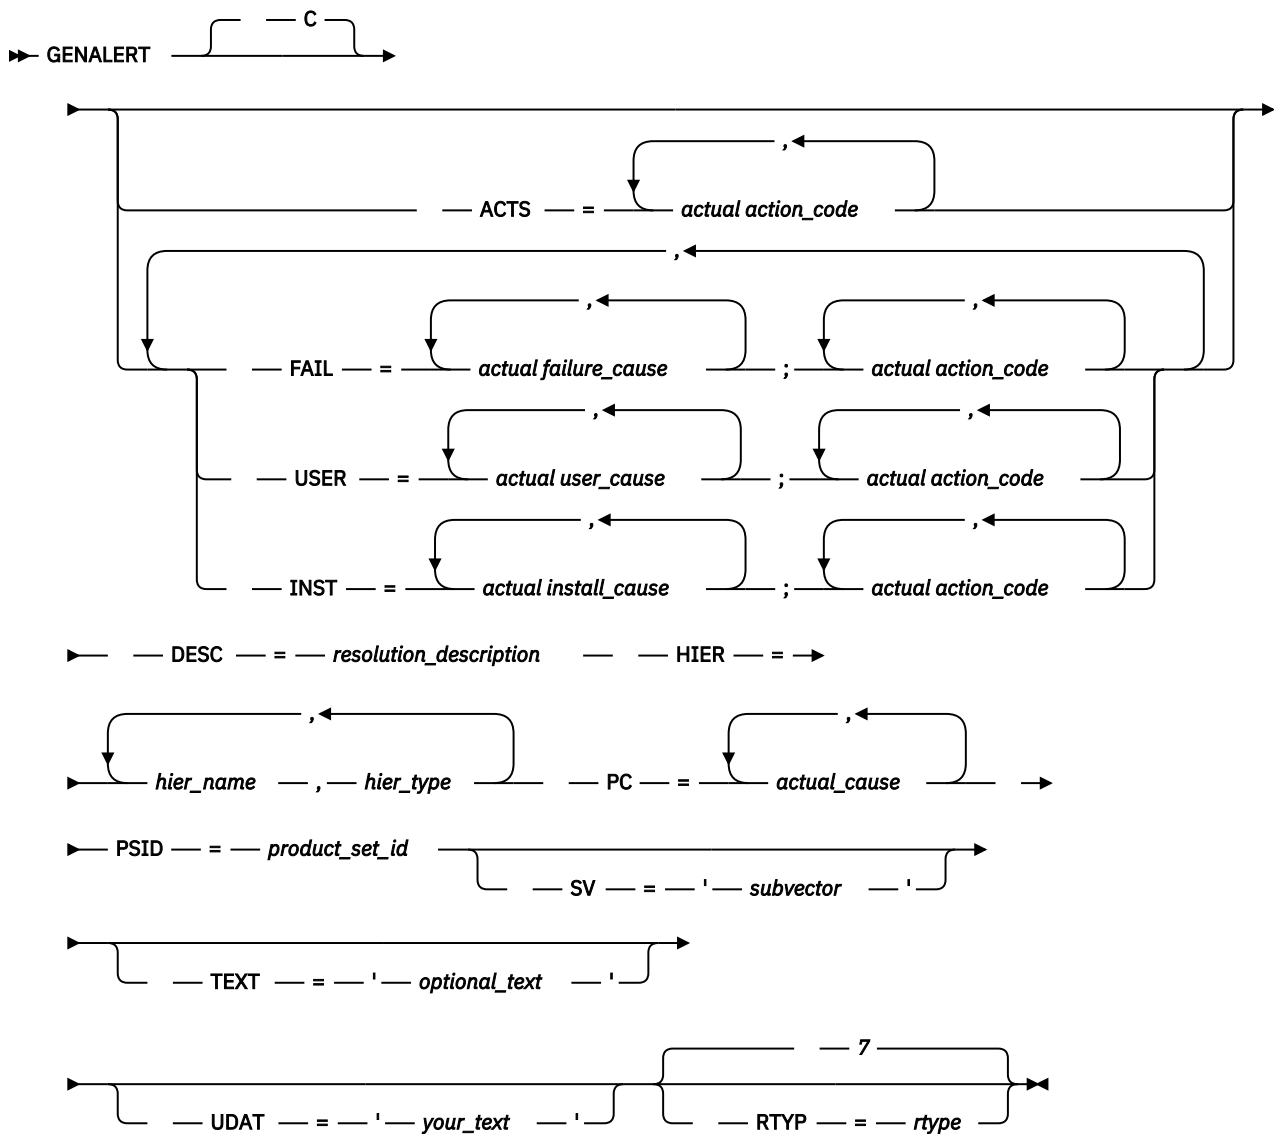 C
GENALERT
,
ACTS = actual action_code
,
, ,
FAIL = actual failure_cause ; actual action_code
, ,
USER = actual user_cause ; actual action_code
, ,
INST = actual install_cause ; actual action_code
DESC = resolution_description HIER =
, ,
hier_name , hier_type PC = actual_cause
PSID = product_set_id
SV = ' subvector '
TEXT = ' optional_text '
7
UDAT = ' your_text ' RTYP = rtype